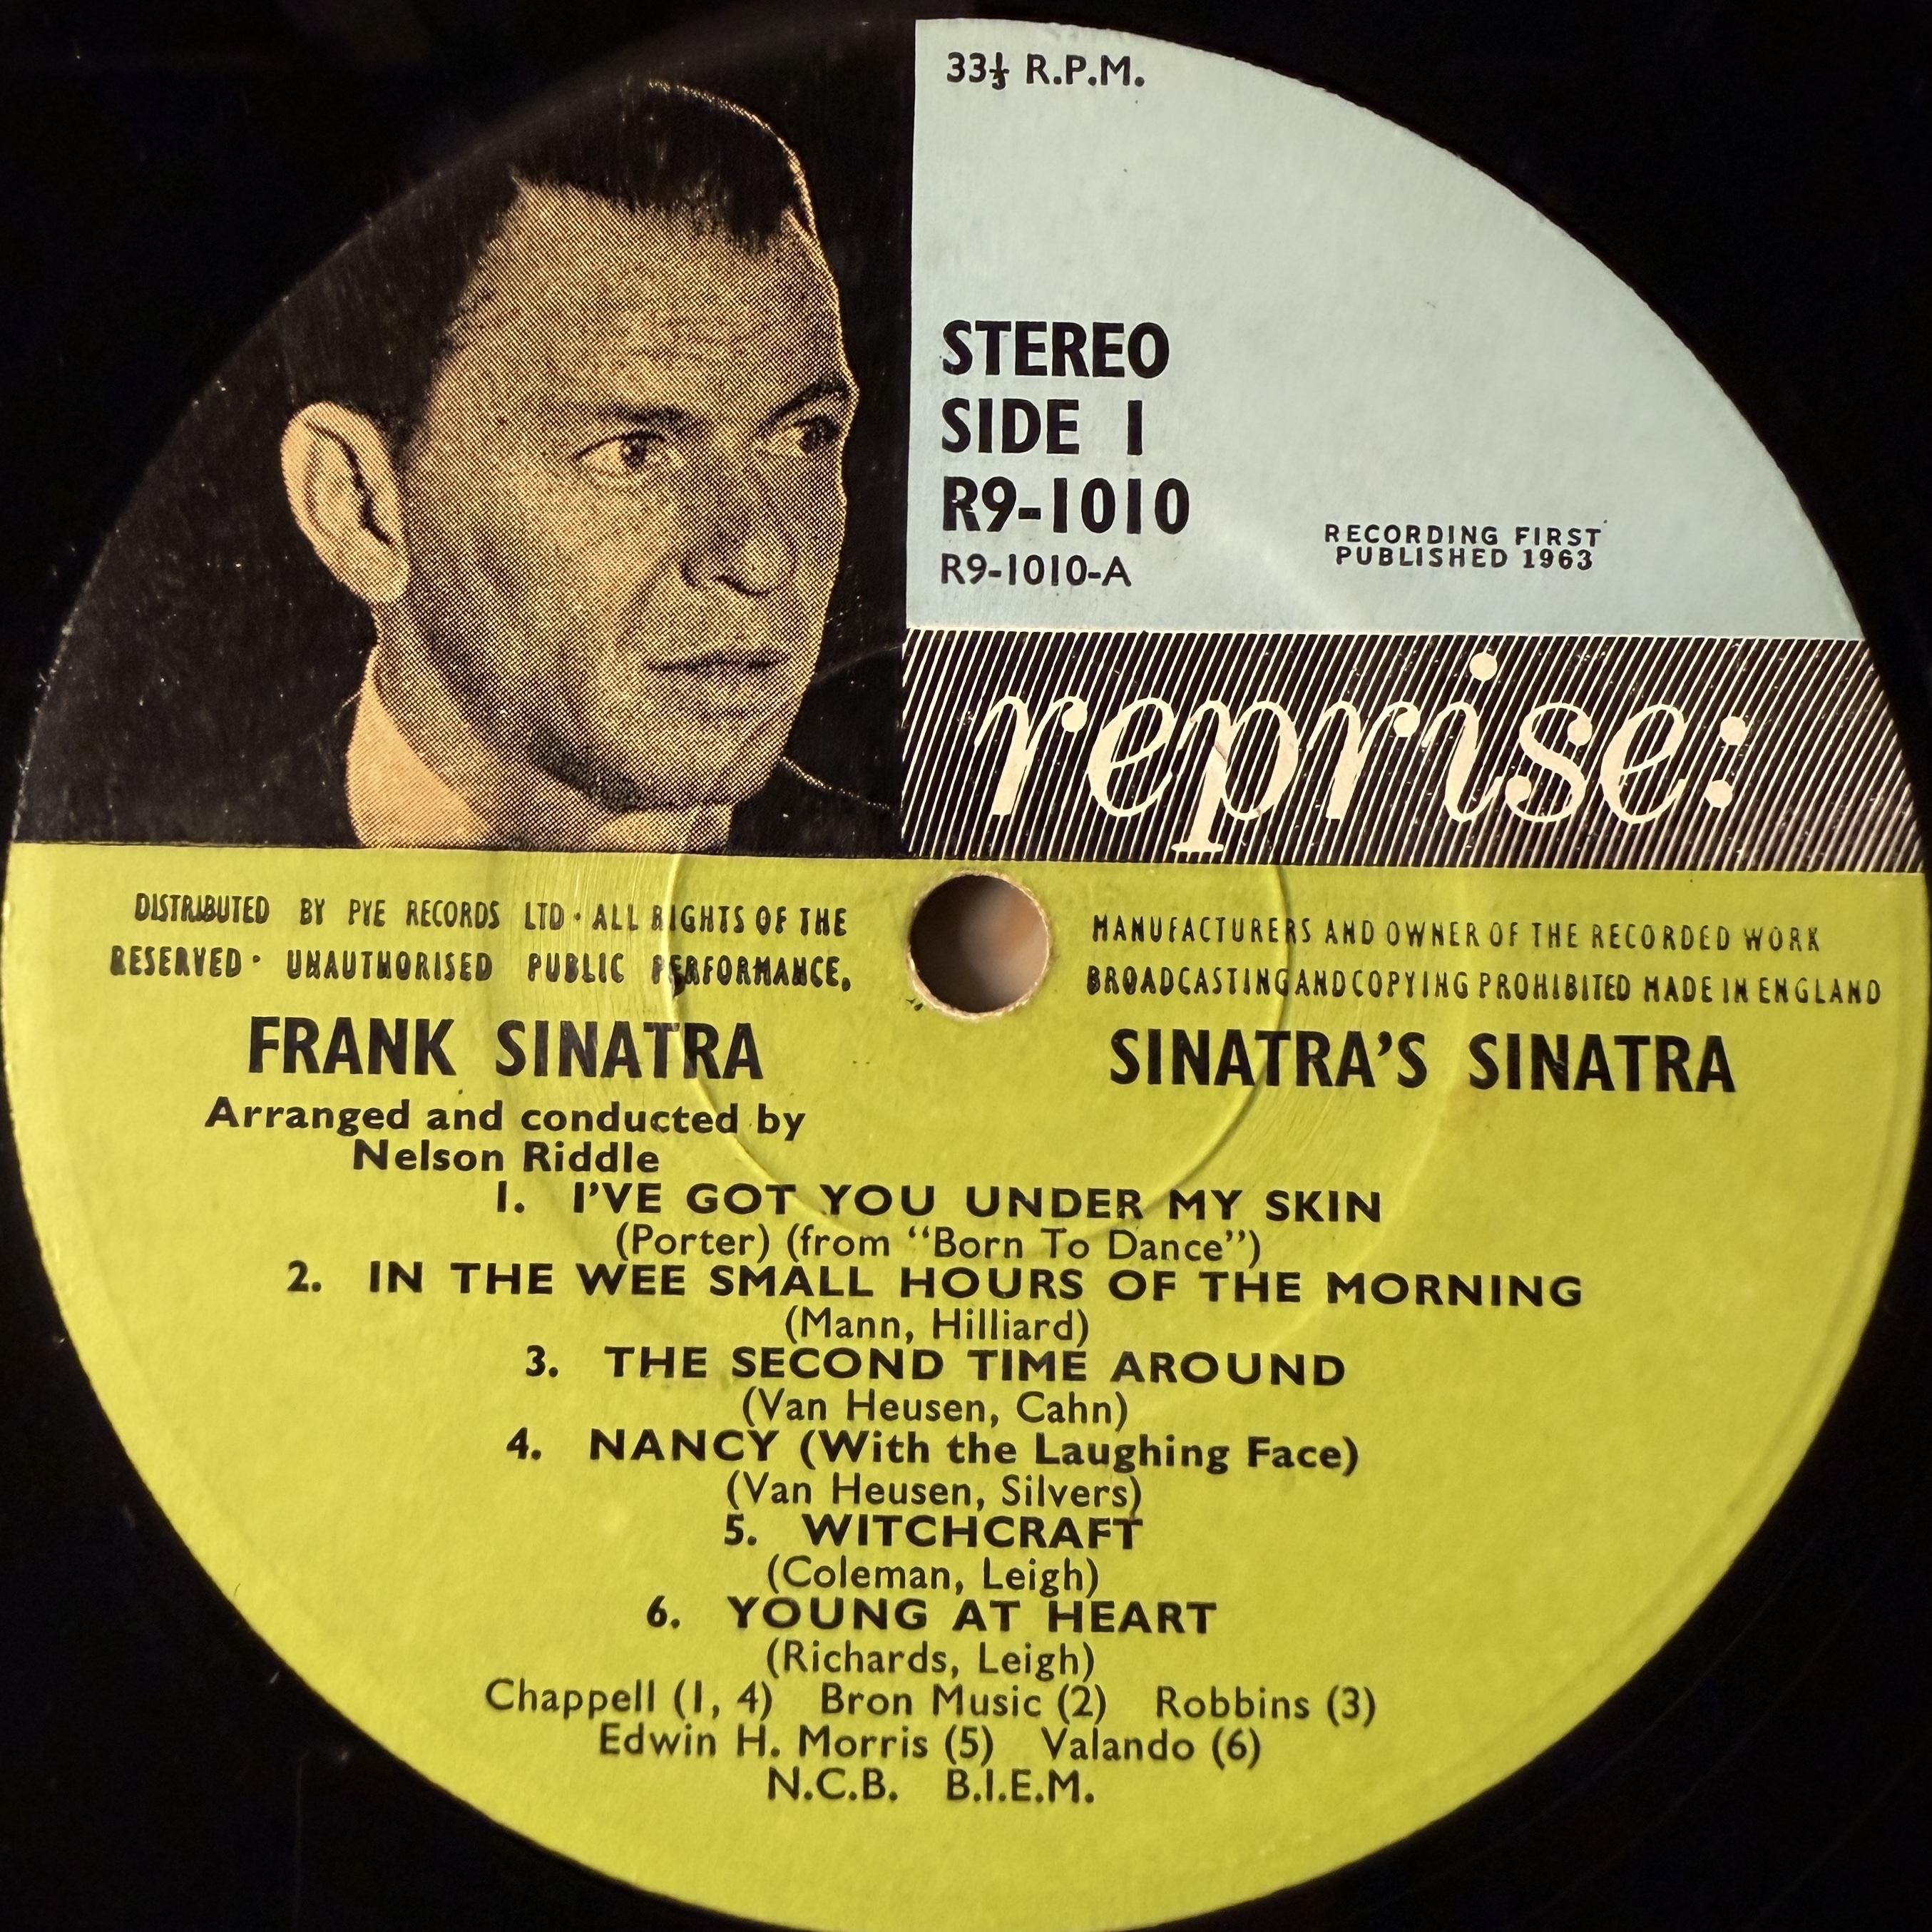 33⅓ R.P.M.
STEREO
SIDE 1
R9-1010
R9-1010-A
RECORDING FIRST
PUBLISHED 1963
reprise:
DISTRIBUTED BY PYE RECORDS LTD · ALL RIGHTS OF THE
MANUFACTURERS AND OWNER OF THE RECORDED WORK
RESERVED · UNAUTHORISED PUBLIC PERFORMANCE.
BROADCASTING AND COPYING PROHIBITED MADE IN ENGLAND
FRANK SINATRA
SINATRA'S SINATRA
Arranged and conducted by
Nelson Riddle
1. I'VE GOT YOU UNDER MY SKIN
(Porter) (from "Born To Dance")
2. IN THE WEE SMALL HOURS OF THE MORNING
(Mann, Hilliard)
3. THE SECOND TIME AROUND
(Van Heusen, Cahn)
4. NANCY (With the Laughing Face)
(Van Heusen, Silvers)
5. WITCHCRAFT
(Coleman, Leigh)
6. YOUNG AT HEART
(Richards, Leigh)
Chappell (1, 4) Bron Music (2) Robbins (3)
Edwin H. Morris (5) Valando (6)
N.C.B. B.I.E.M.